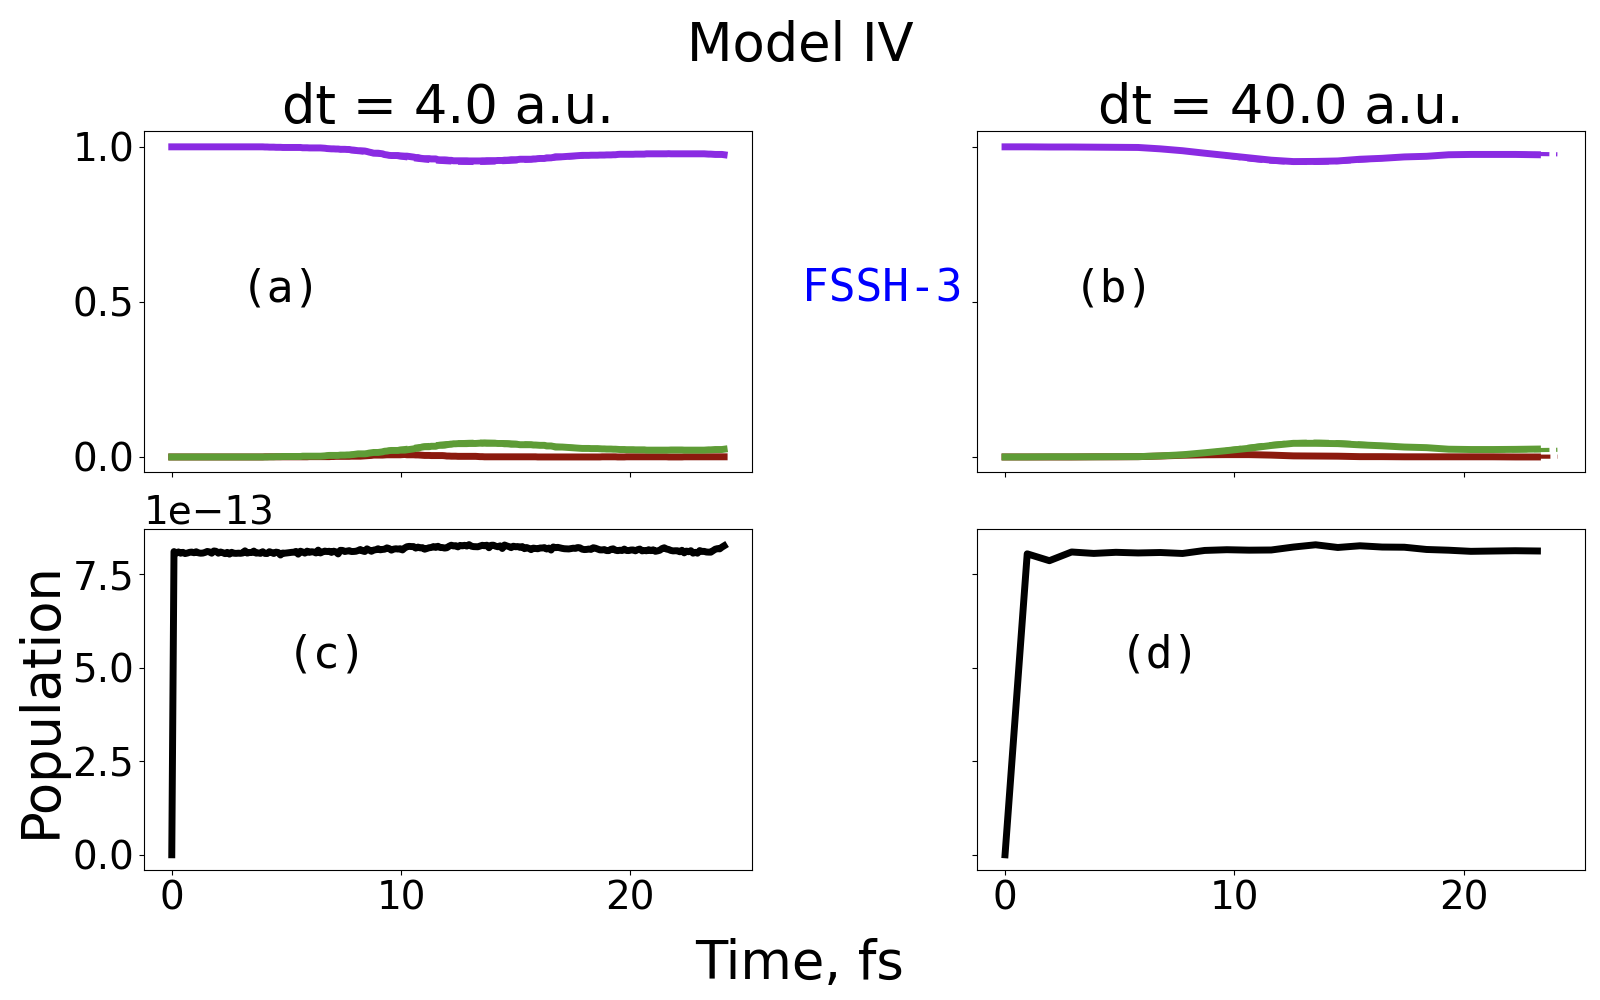 Model IV
dt = 4.0 a.u.
dt = 40.0 a.u.
1.0
0.5
0.0
(a)
FSSH-3
(b)
1e−13
7.5
5.0
2.5
0.0
(c)
(d)
Population
0 10 20
0 10 20
Time, fs